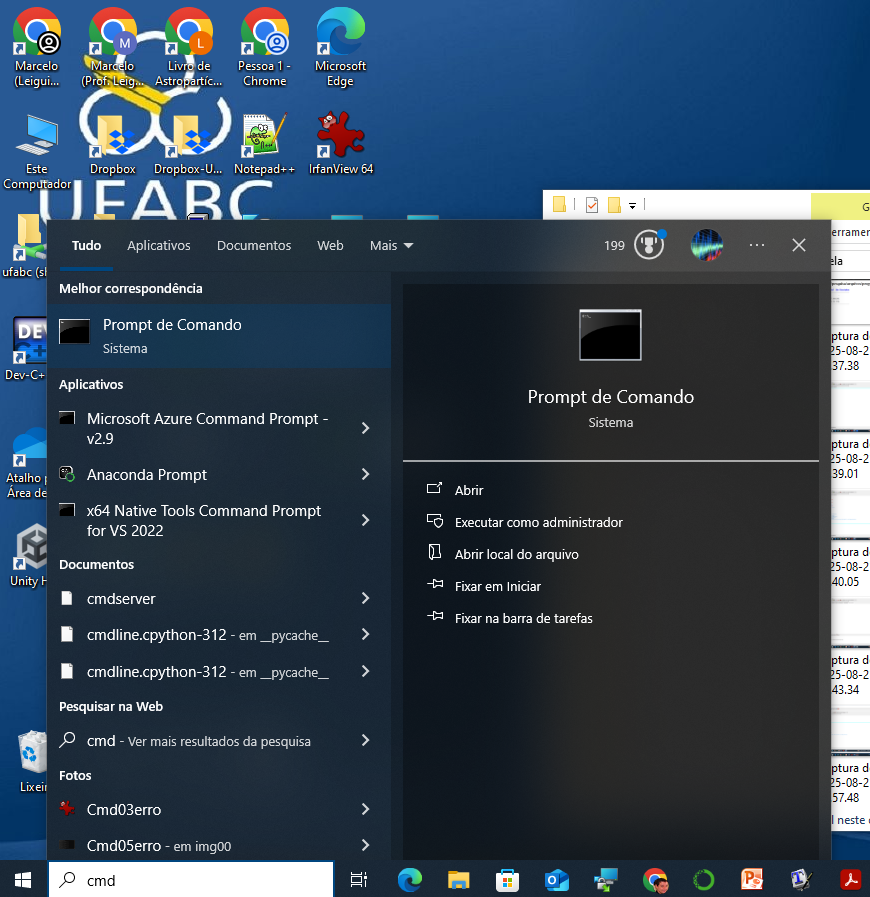 Marcelo
(Leigui...
Marcelo
(Prof. Leig...
Livro de
Astropartíc...
Pessoa 1 -
Chrome
Microsoft
Edge
M
L
Este
Computador
Dropbox
Dropbox-U...
Notepad++
IrfanView 64
UFABC
ufabc (sl
DEV
C+
Dev-C+
Atalho p
Área de
Unity H
Lixeir
Tudo
Aplicativos
Documentos
Web
Mais
199
Melhor correspondência
Prompt de Comando
Sistema
Aplicativos
Microsoft Azure Command Prompt -
v2.9
Anaconda Prompt
x64 Native Tools Command Prompt
for VS 2022
Documentos
cmdserver
cmdline.cpython-312 - em __pycache__
cmdline.cpython-312 - em __pycache__
Pesquisar na Web
cmd - Ver mais resultados da pesquisa
Fotos
Cmd03erro
Cmd05erro - em img00
Prompt de Comando
Sistema
Abrir
Executar como administrador
Abrir local do arquivo
Fixar em Iniciar
Fixar na barra de tarefas
G
erramer
ela
ptura d
25-08-2
37.38
ptura d
25-08-2
39.01
ptura d
25-08-2
40.05
ptura d
25-08-2
43.34
ptura d
25-08-2
57.48
l neste
cmd